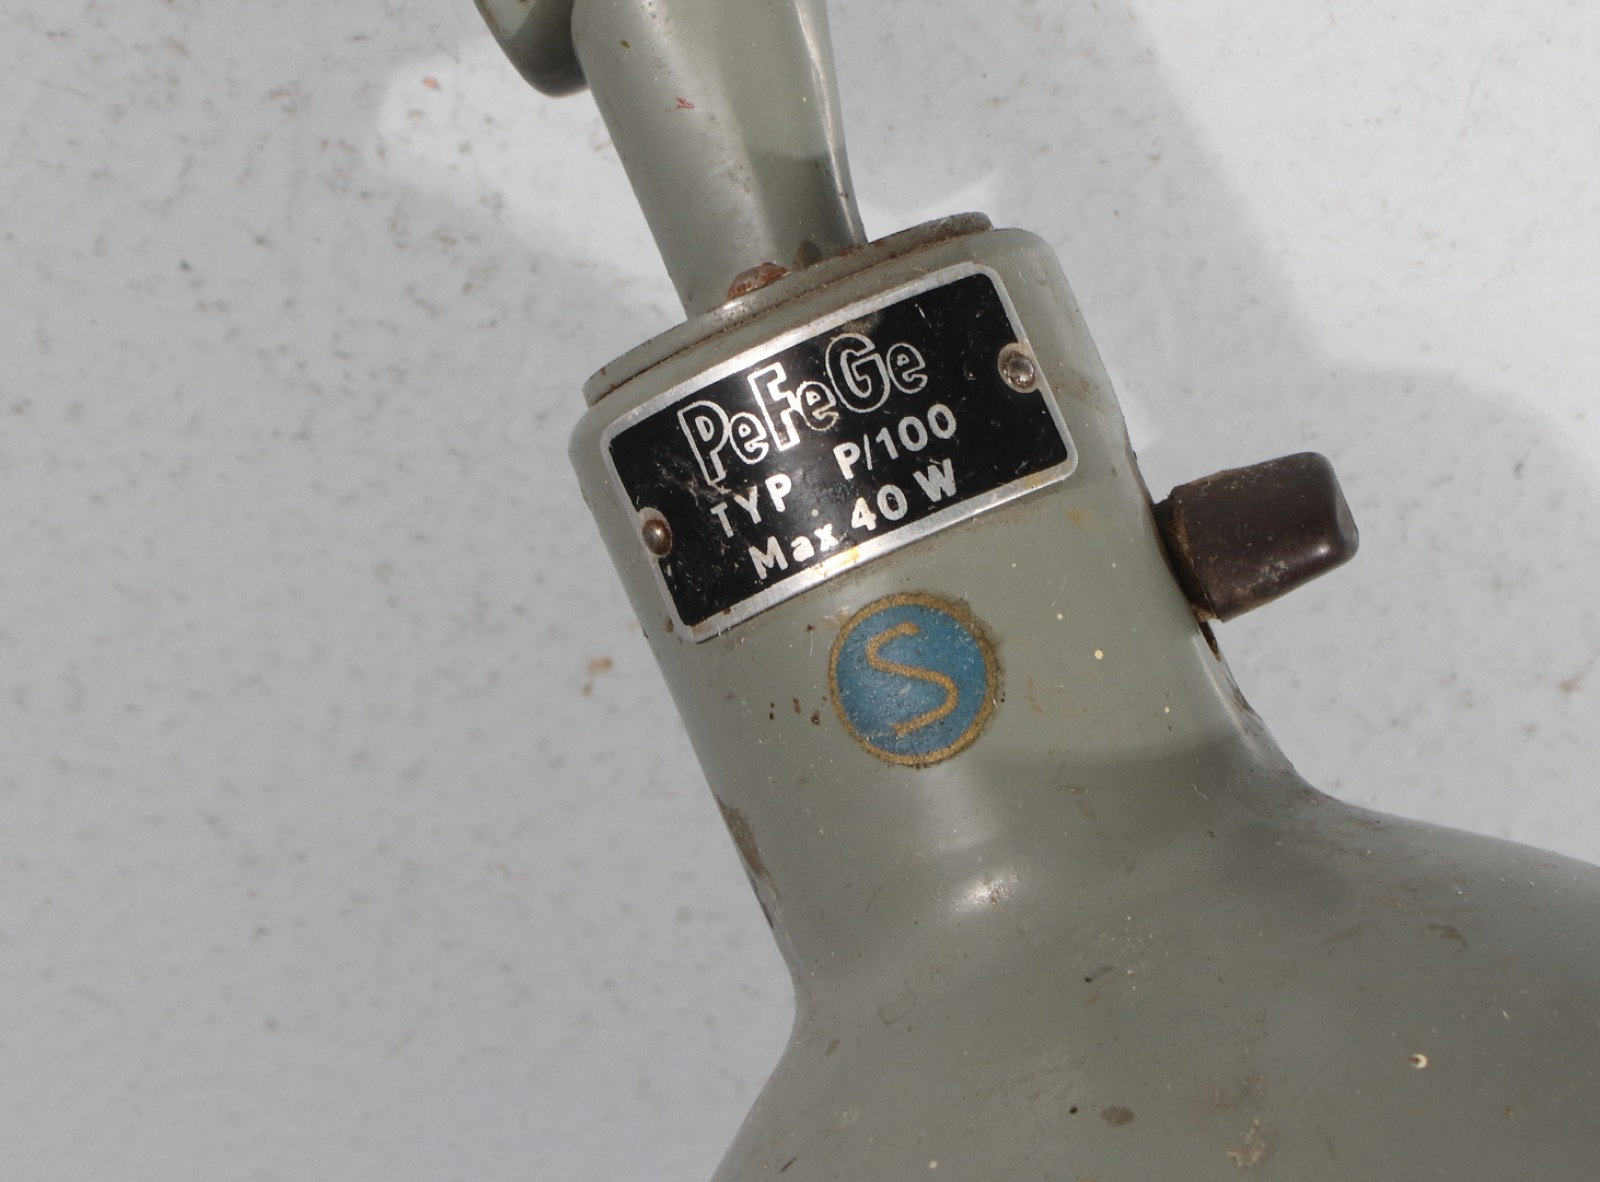 PeFeGe
TYP P/100
Max 40 W
S